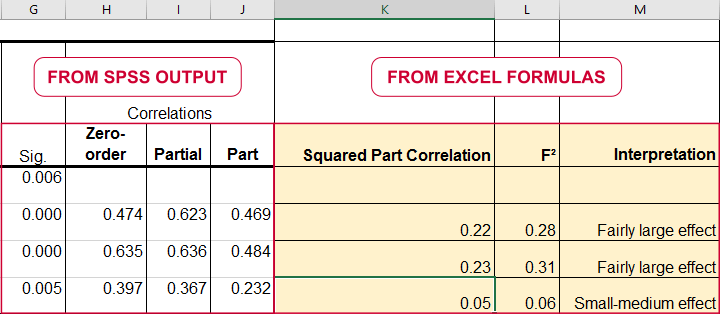 G H I J K L M
FROM SPSS OUTPUT FROM EXCEL FORMULAS
Correlations
Zero-
Sig. order Partial Part Squared Part Correlation F² Interpretation
0.006
0.000 0.474 0.623 0.469 0.22 0.28 Fairly large effect
0.000 0.635 0.636 0.484 0.23 0.31 Fairly large effect
0.005 0.397 0.367 0.232 0.05 0.06 Small-medium effect